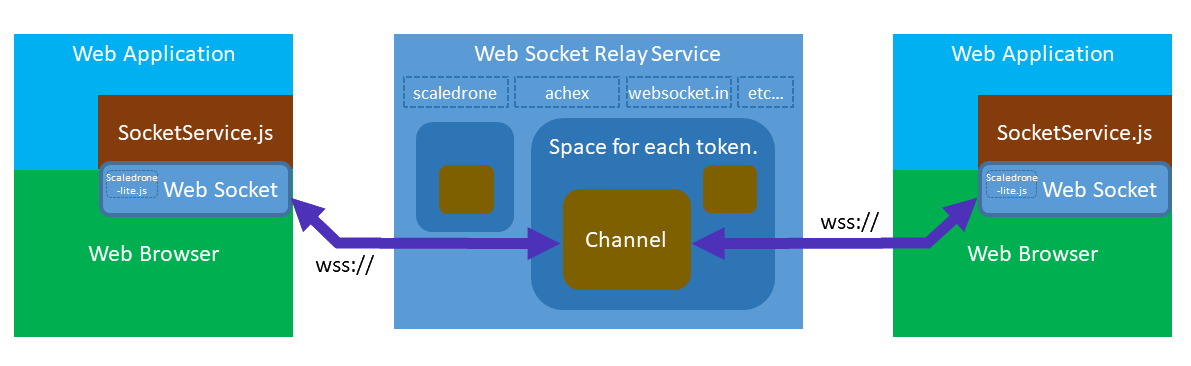 Web Application
SocketService.js
Scaledrone
-lite.js
Web Socket
Web Browser
wss://
Web Socket Relay Service
scaledrone
achex
websocket.in
etc...
Space for each token.
Channel
wss://
Web Application
SocketService.js
Scaledrone
-lite.js
Web Socket
Web Browser